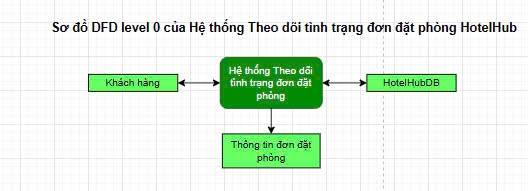 Sơ đồ DFD level 0 của Hệ thống Theo dõi tình trạng đơn đặt phòng HotelHub
Hệ thống Theo dõi
tình trạng đơn đặt
phòng
Khách hàng
HotelHubDB
Thông tin đơn đặt
phòng